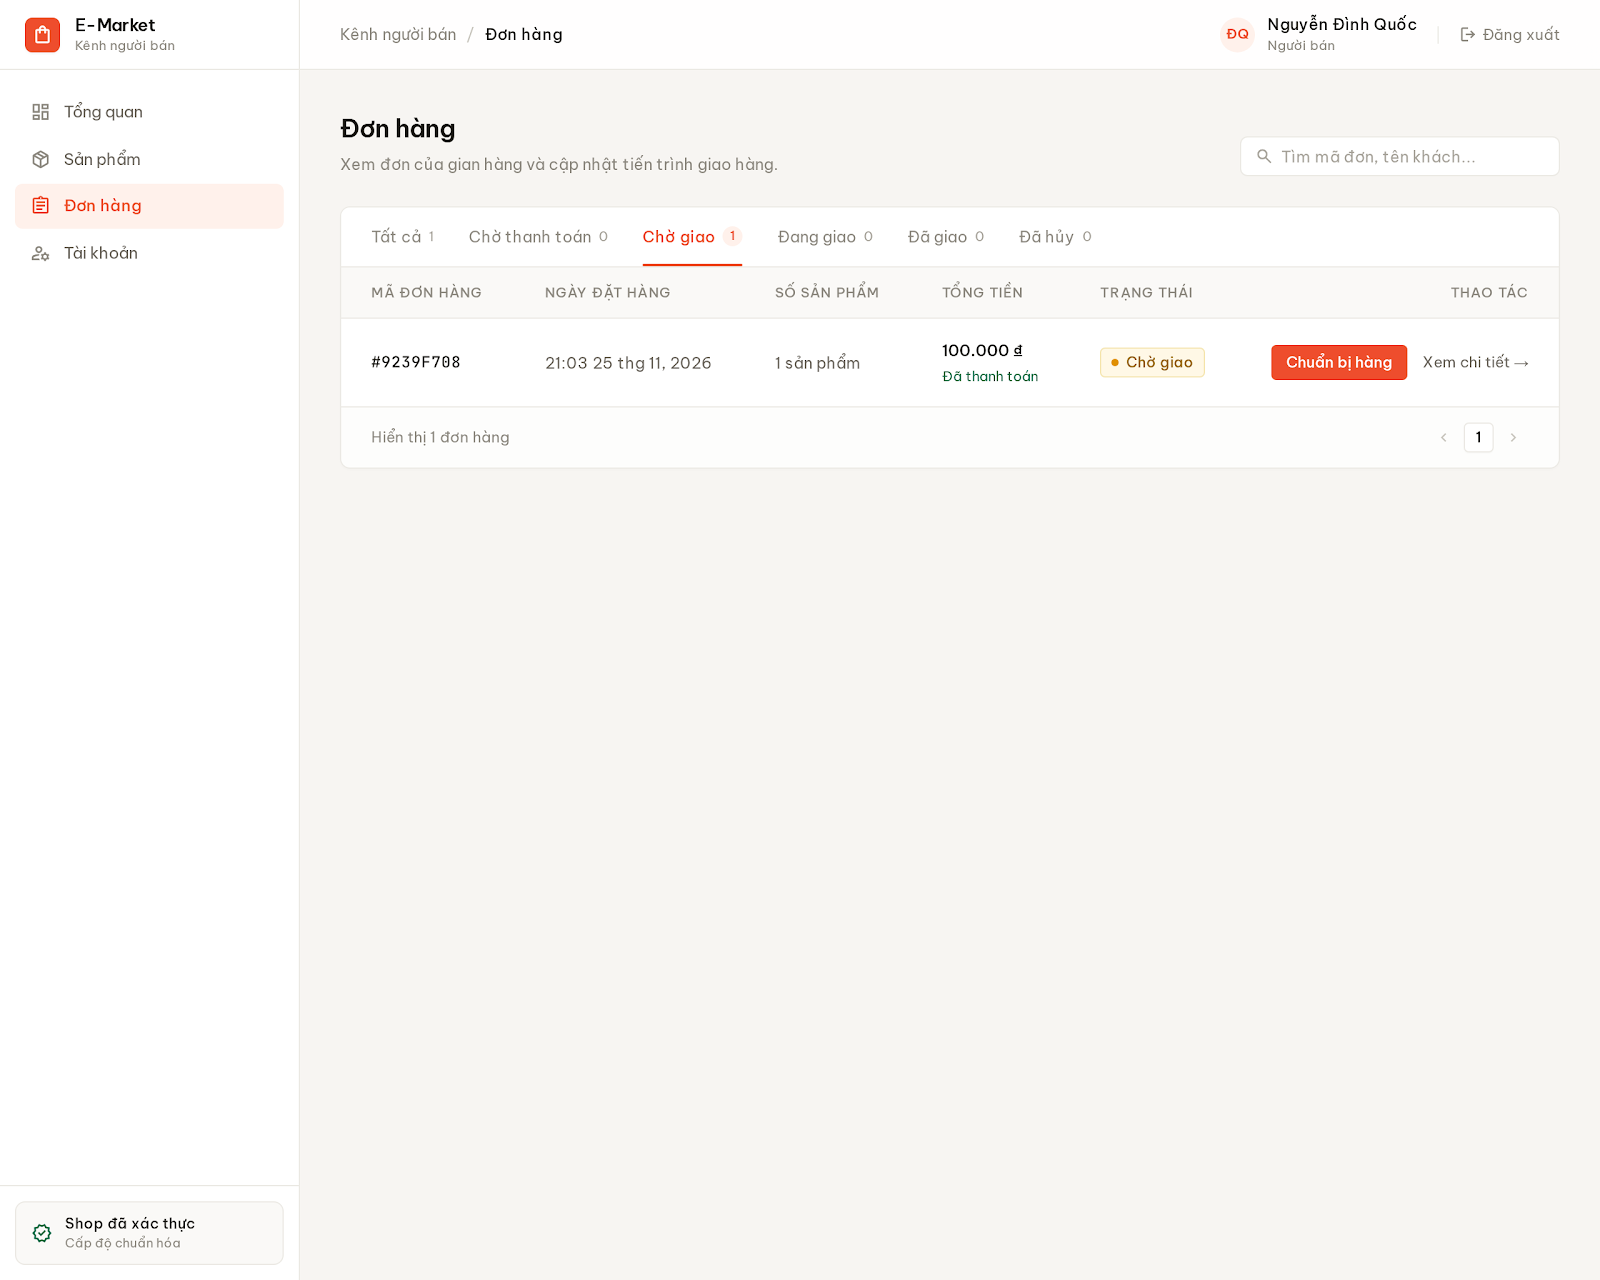 E-Market
Kênh người bán
Kênh người bán / Đơn hàng
ĐQ
Nguyễn Đình Quốc
Người bán
Đăng xuất
Tổng quan
Sản phẩm
Đơn hàng
Tài khoản
Đơn hàng
Xem đơn của gian hàng và cập nhật tiến trình giao hàng.
Tìm mã đơn, tên khách...
Tất cả 1 Chờ thanh toán 0 Chờ giao 1 Đang giao 0 Đã giao 0 Đã hủy 0
MÃ ĐƠN HÀNG NGÀY ĐẶT HÀNG SỐ SẢN PHẨM TỔNG TIỀN TRẠNG THÁI THAO TÁC
#9239F708 21:03 25 thg 11, 2026 1 sản phẩm 100.000 ₫ Chờ giao Chuẩn bị hàng Xem chi tiết →
Đã thanh toán
Hiển thị 1 đơn hàng
‹ 1 ›
Shop đã xác thực
Cấp độ chuẩn hóa